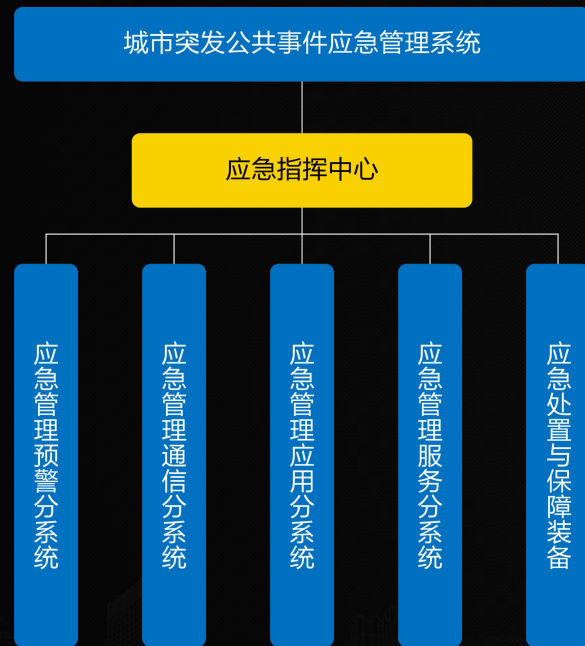 城市突发公共事件应急管理系统
应急指挥中心
应急管理预警分系统
应急管理通信分系统
应急管理应用分系统
应急管理服务分系统
应急处置与保障装备